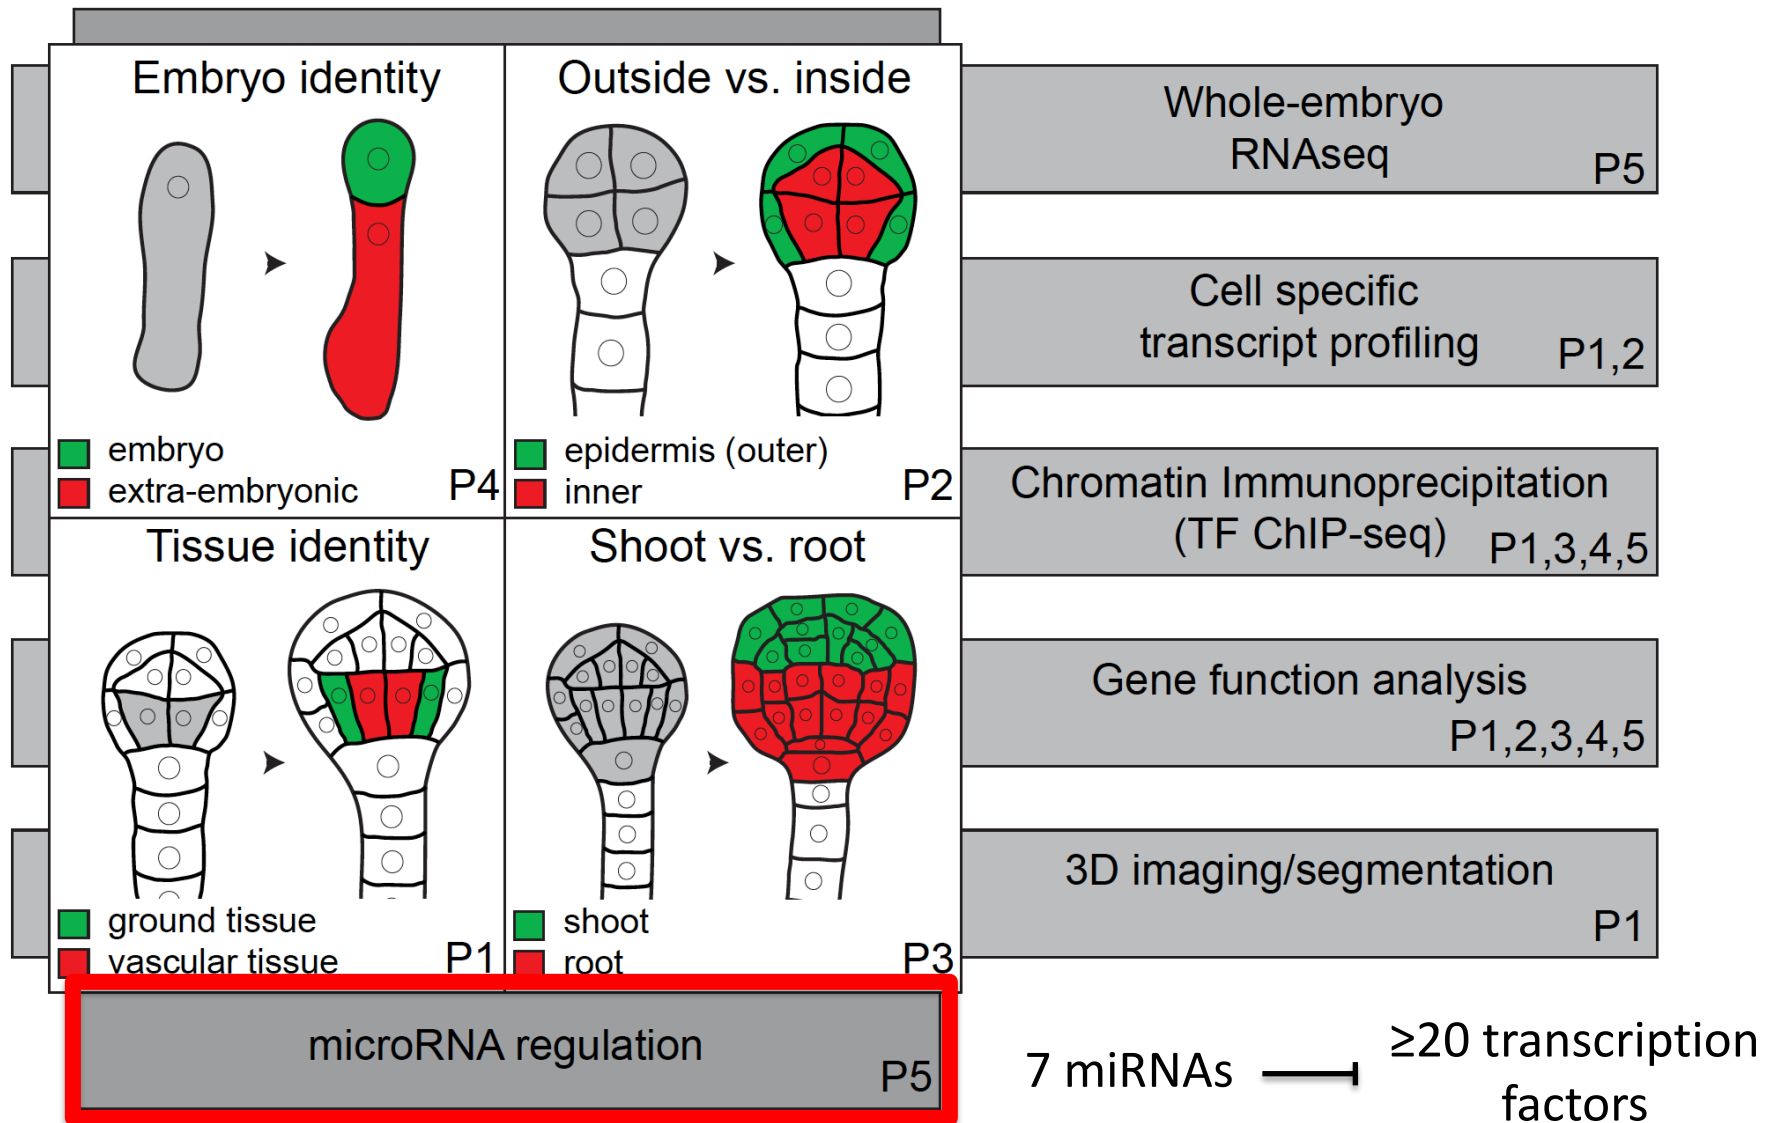 Embryo identity
embryo
extra-embryonic
P4
Outside vs. inside
epidermis (outer)
inner
P2
Tissue identity
ground tissue
vascular tissue
P1
Shoot vs. root
shoot
root
P3
microRNA regulation
P5
Whole-embryo
RNAseq
P5
Cell specific
transcript profiling
P1,2
Chromatin Immunoprecipitation
(TF ChIP-seq)
P1,3,4,5
Gene function analysis
P1,2,3,4,5
3D imaging/segmentation
P1
7 miRNAs
≥20 transcription
factors